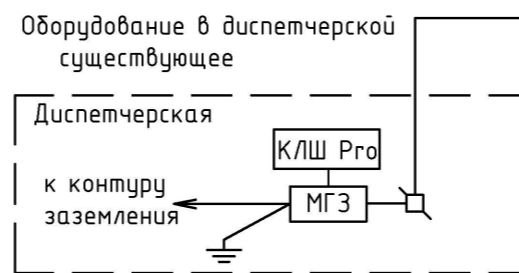 Оборудование в диспетчерской
существующее
Диспетчерская
КЛШ Pro
к контуру
заземления
МГЗ